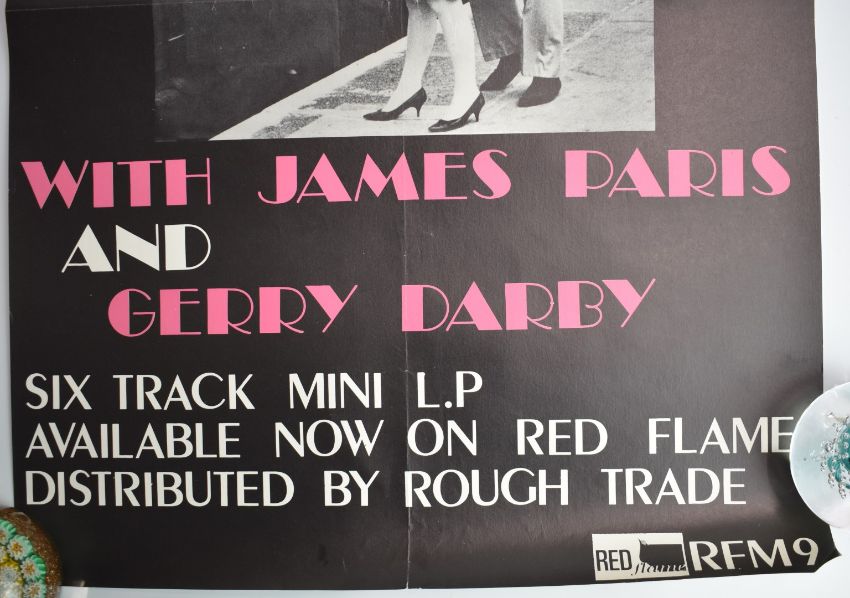 WITH JAMES PARIS
AND
GERRY DARBY
SIX TRACK MINI L.P
AVAILABLE NOW ON RED FLAME
DISTRIBUTED BY ROUGH TRADE
RED flame RFM9